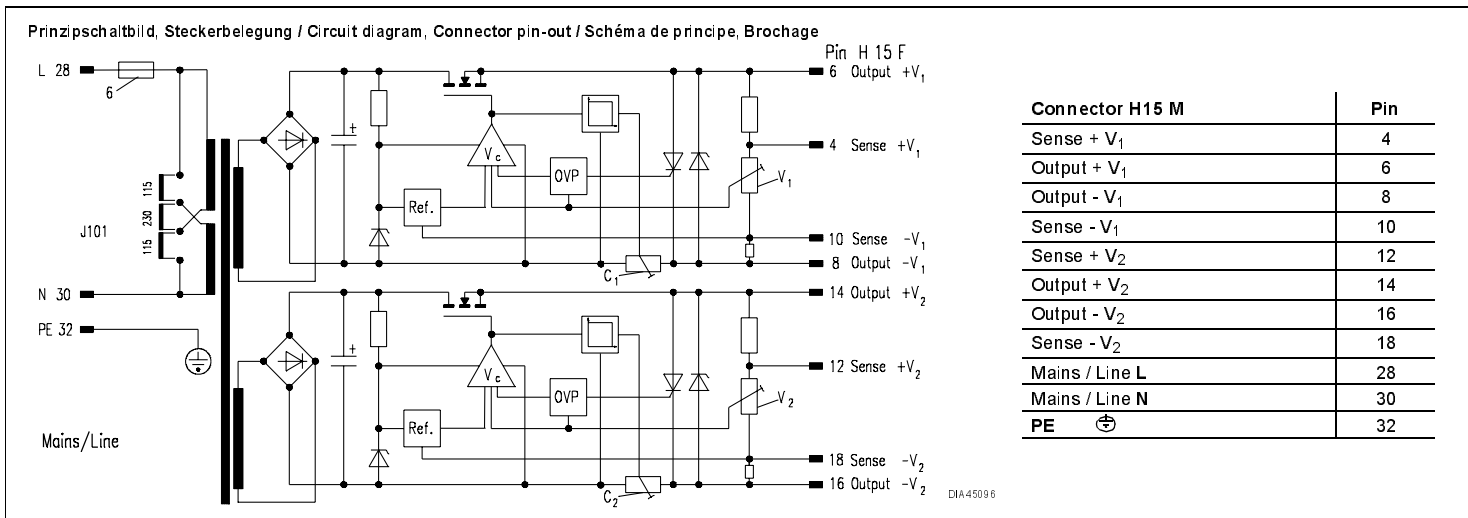 Prinzipschaltbild, Steckerbelegung / Circuit diagram, Connector pin-out / Schéma de principe, Brochage
Pin H 15 F
L 28
6
6 Output +V1
4 Sense +V1
Vc
OVP
V1
Ref.
115
230
115
J101
10 Sense -V1
8 Output -V1
C1
N 30
14 Output +V2
PE 32
+
+
12 Sense +V2
Vc
OVP
V2
Ref.
Mains/Line
18 Sense -V2
16 Output -V2
C2
DIA45096
Connector H15 M Pin
Sense + V1 4
Output + V1 6
Output - V1 8
Sense - V1 10
Sense + V2 12
Output + V2 14
Output - V2 16
Sense - V2 18
Mains / Line L 28
Mains / Line N 30
PE 32